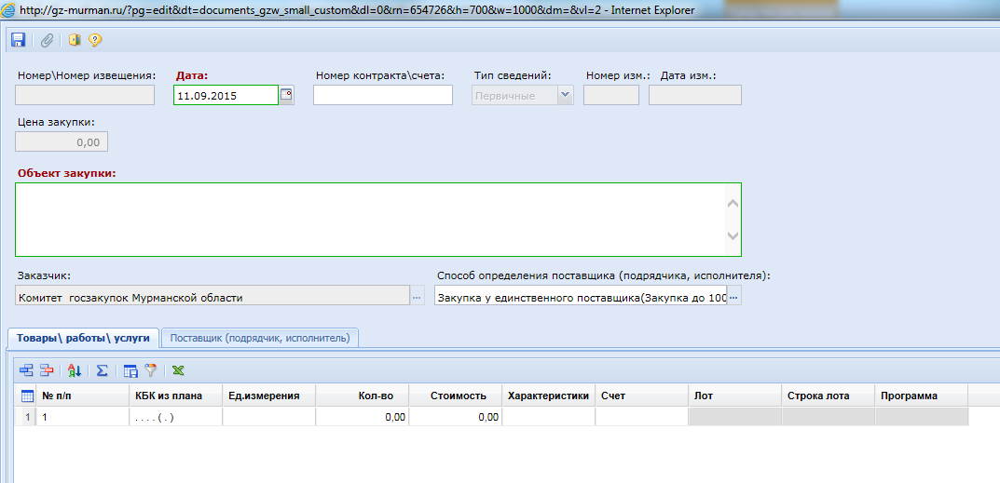 http://gz-murman.ru/?pg=edit&dt=documents_gzw_small_custom&dl=0&rn=654726&h=700&w=1000&dm=&vl=2 - Internet Explorer
Номер\Номер извещения: Дата: Номер контракта\счета: Тип сведений: Номер изм.: Дата изм.:
11.09.2015 Первичные
Цена закупки:
0,00
Объект закупки:
Заказчик: Способ определения поставщика (подрядчика, исполнителя):
Комитет госзакупок Мурманской области ... Закупка у единственного поставщика(Закупка до 100 ...
Товары\ работы\ услуги Поставщик (подрядчик, исполнитель)
№ п/п КБК из плана Ед.измерения Кол-во Стоимость Характеристики Счет Лот Строка лота Программа
1 1 . . . . ( . ) 0,00 0,00